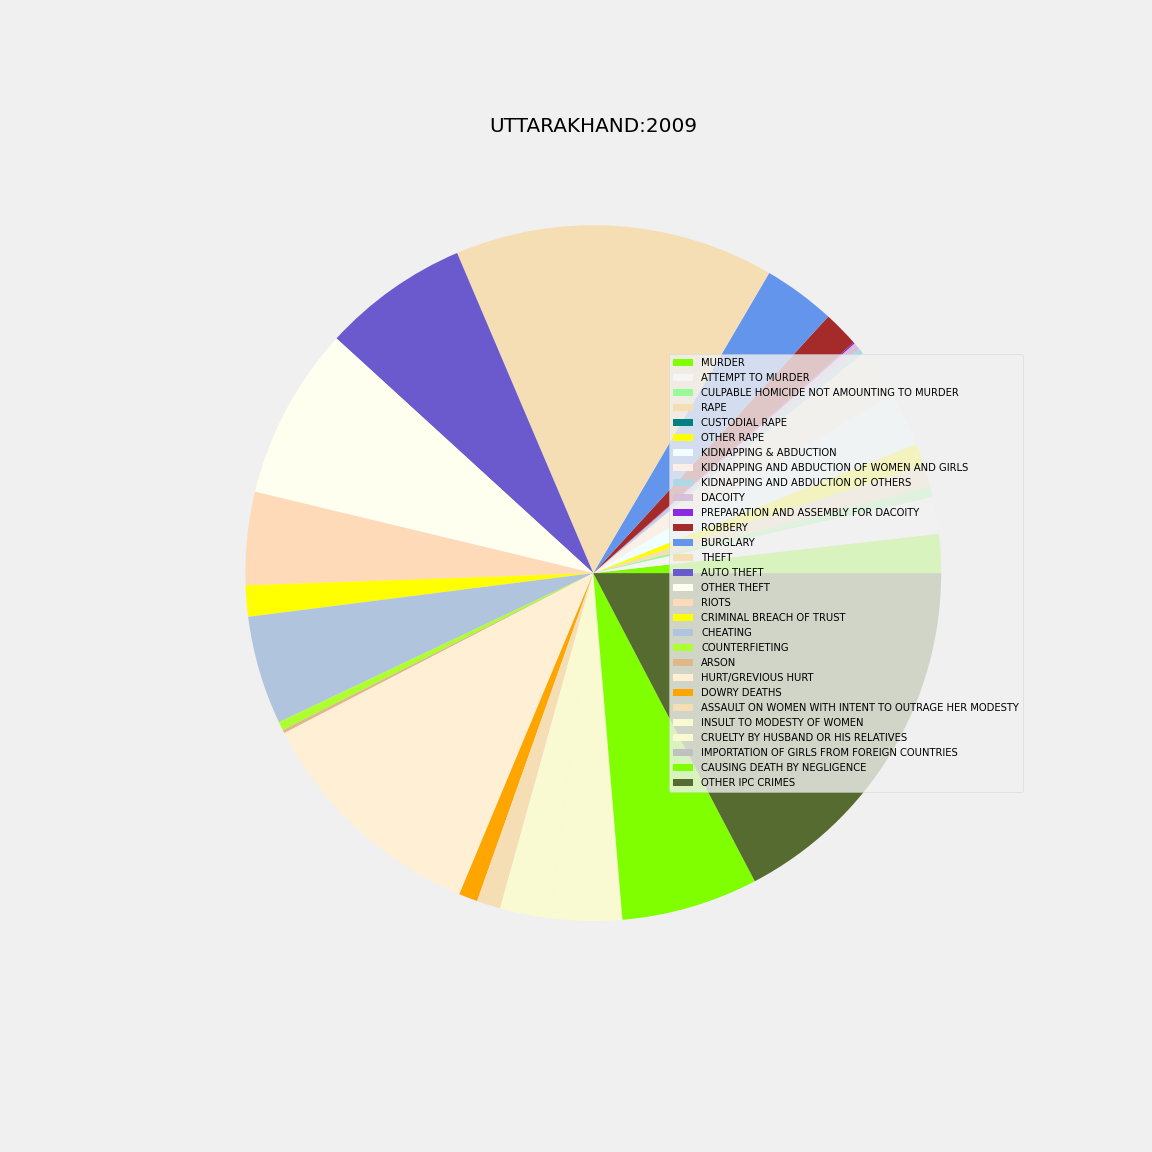 UTTARAKHAND:2009
MURDER
ATTEMPT TO MURDER
CULPABLE HOMICIDE NOT AMOUNTING TO MURDER
RAPE
CUSTODIAL RAPE
OTHER RAPE
KIDNAPPING & ABDUCTION
KIDNAPPING AND ABDUCTION OF WOMEN AND GIRLS
KIDNAPPING AND ABDUCTION OF OTHERS
DACOITY
PREPARATION AND ASSEMBLY FOR DACOITY
ROBBERY
BURGLARY
THEFT
AUTO THEFT
OTHER THEFT
RIOTS
CRIMINAL BREACH OF TRUST
CHEATING
COUNTERFIETING
ARSON
HURT/GREVIOUS HURT
DOWRY DEATHS
ASSAULT ON WOMEN WITH INTENT TO OUTRAGE HER MODESTY
INSULT TO MODESTY OF WOMEN
CRUELTY BY HUSBAND OR HIS RELATIVES
IMPORTATION OF GIRLS FROM FOREIGN COUNTRIES
CAUSING DEATH BY NEGLIGENCE
OTHER IPC CRIMES